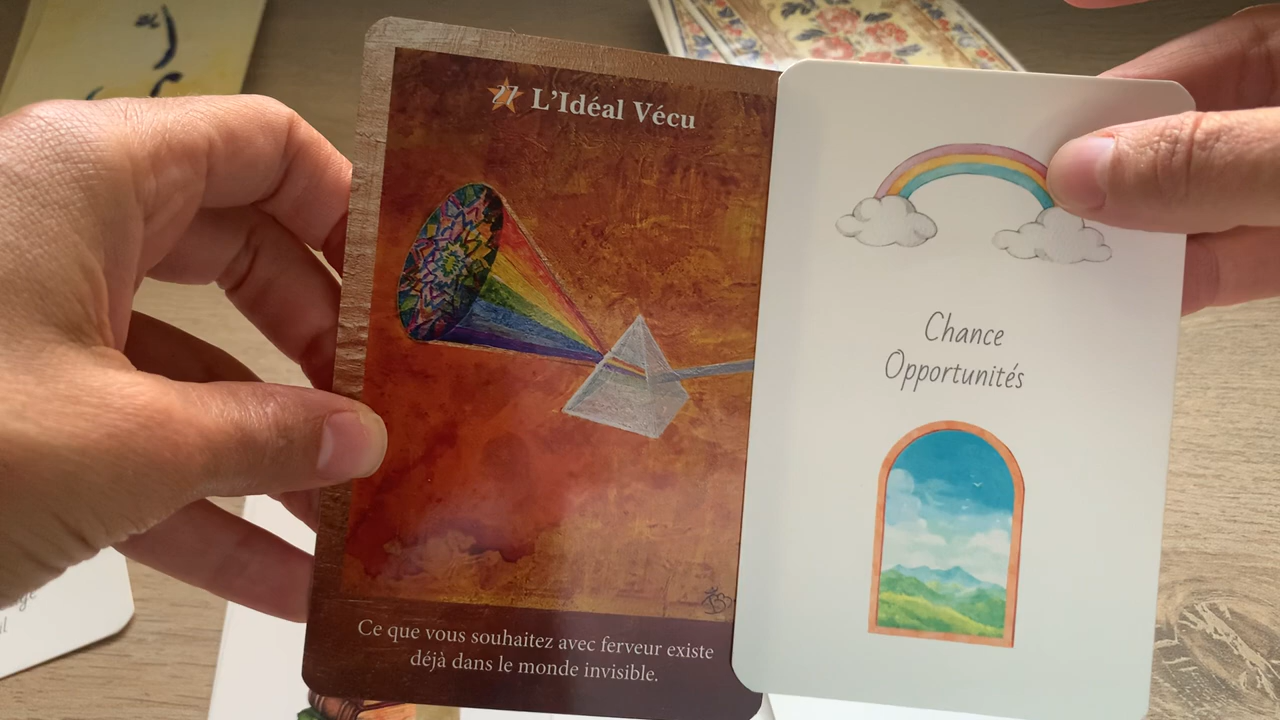 27 L'Idéal Vécu
Ce que vous souhaitez avec ferveur existe
déjà dans le monde invisible.
Chance
Opportunités